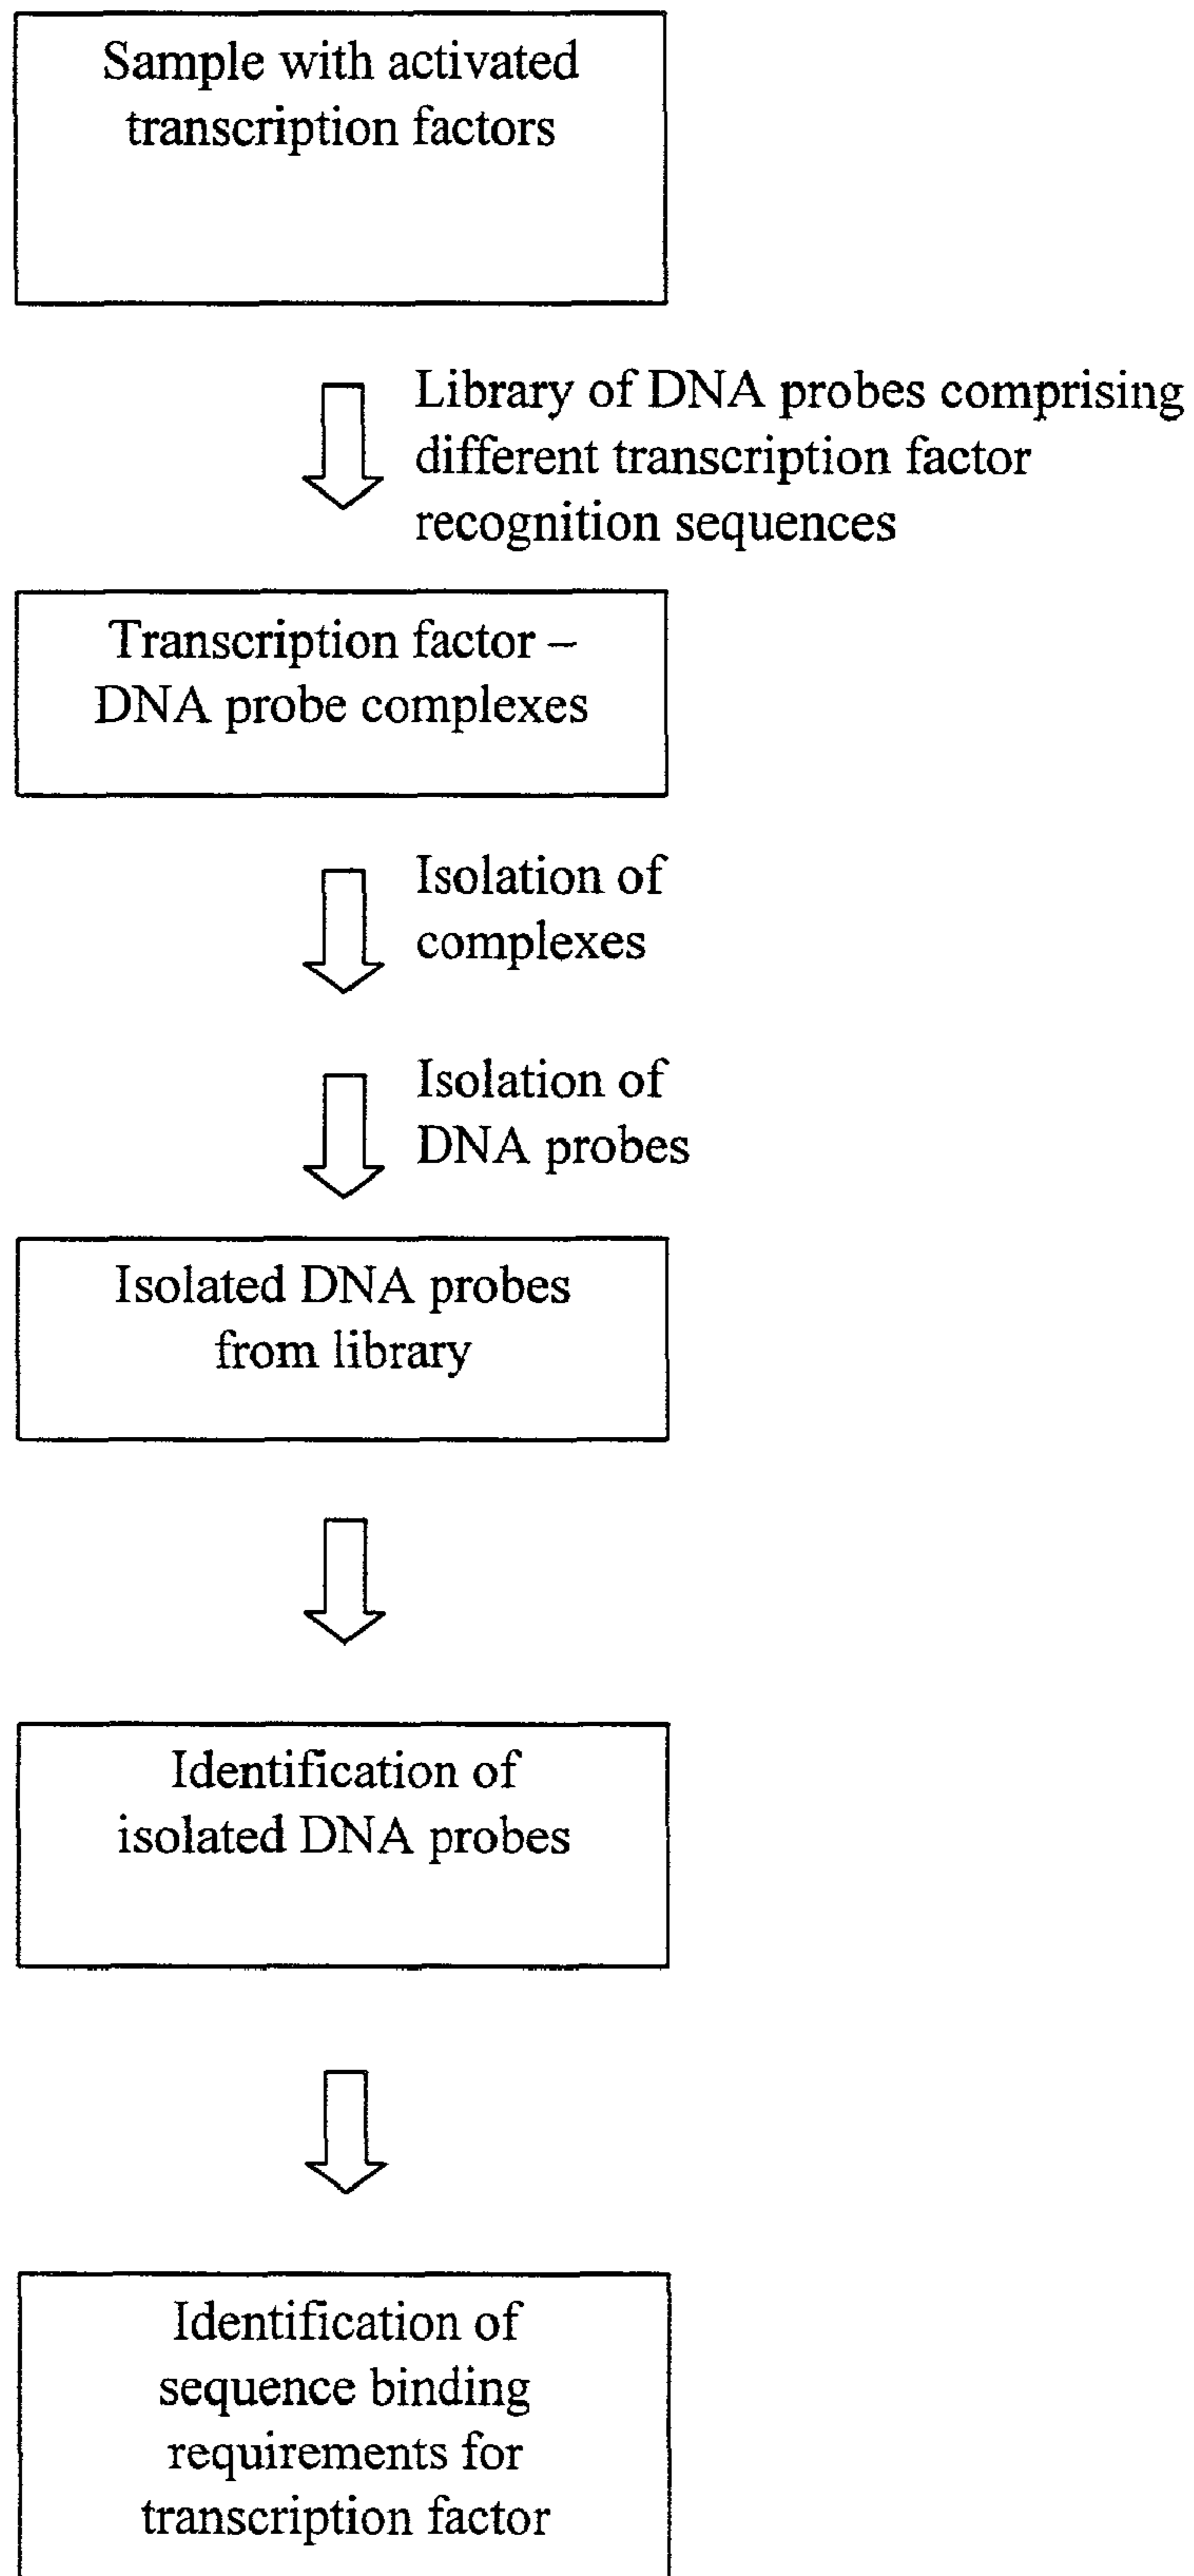 Sample with activated
transcription factors
Library of DNA probes comprising
different transcription factor
recognition sequences
Transcription factor –
DNA probe complexes
Isolation of
complexes
Isolation of
DNA probes
Isolated DNA probes
from library
Identification of
isolated DNA probes
Identification of
sequence binding
requirements for
transcription factor